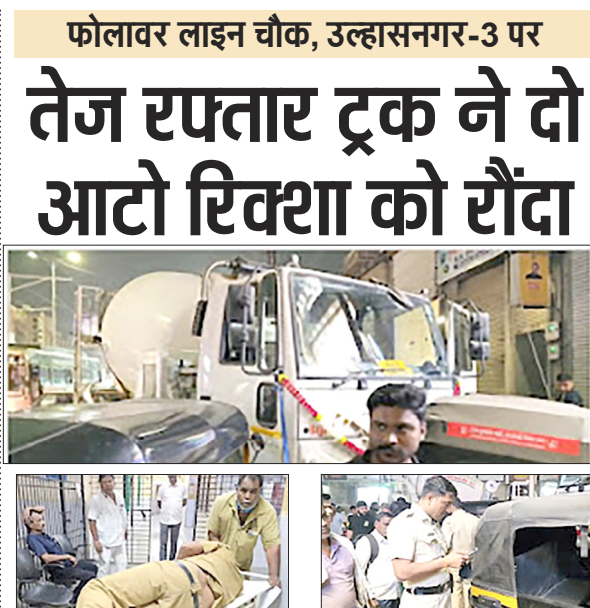 फोलावर लाइन चौक, उल्हासनगर-3 पर
तेज रफ्तार ट्रक ने दो
आटो रिक्शा को रौंदा